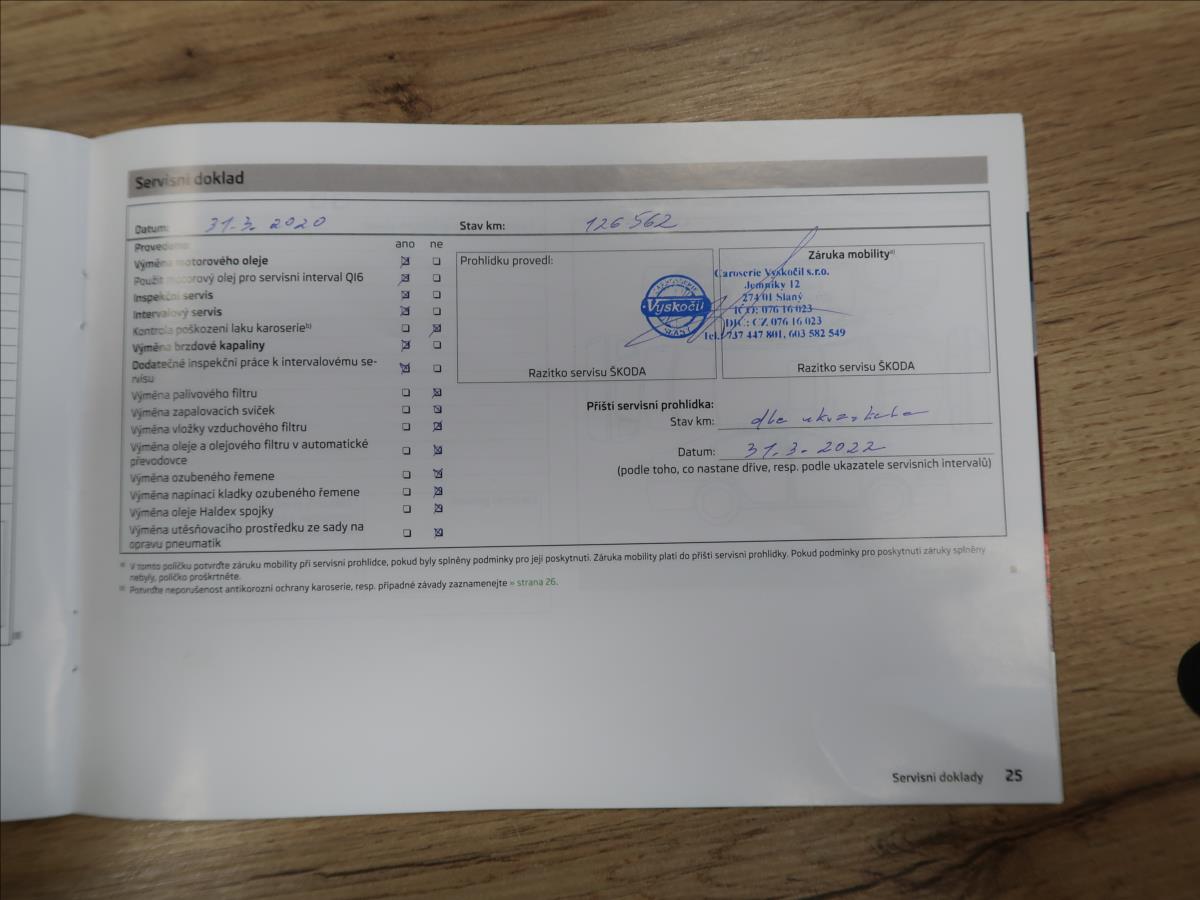 Servisní doklad
Datum: 31.3. 2020 Stav km: 126 562
Provedeno: ano ne
Výměna motorového oleje ☒ ☐
Použit motorový olej pro servisní interval QI6 ☒ ☐
Inspekční servis ☒ ☐
Intervalový servis ☒ ☐
Kontrola poškození laku karoserie b) ☐ ☒
Výměna brzdové kapaliny ☒ ☐
Dodatečné inspekční práce k intervalovému se-
rvisu ☒ ☐
Výměna palivového filtru ☐ ☒
Výměna zapalovacích svíček ☐ ☒
Výměna vložky vzduchového filtru ☐ ☒
Výměna oleje a olejového filtru v automatické
převodovce ☐ ☒
Výměna ozubeného řemene ☐ ☒
Výměna napínací kladky ozubeného řemene ☐ ☒
Výměna oleje Haldex spojky ☐ ☒
Výměna utěsňovacího prostředku ze sady na
opravu pneumatik ☐ ☒
Prohlídku provedl:
Vyskočil
Razítko servisu ŠKODA
Záruka mobility a)
Caroserie Vyskočil s.r.o.
Jemníky 12
274 01 Slaný
IČO: 076 16 023
DIČ: CZ 076 16 023
Tel.: 737 447 801, 603 582 549
Razítko servisu ŠKODA
Příští servisní prohlídka:
Stav km: dle ukazatele
Datum: 31.3. 2022
(podle toho, co nastane dříve, resp. podle ukazatele servisních intervalů)
a) V tomto políčku potvrďte záruku mobility při servisní prohlídce, pokud byly splněny podmínky pro její poskytnutí. Záruka mobility platí do příští servisní prohlídky. Pokud podmínky pro poskytnutí záruky splněny
nebyly, políčko proškrtněte.
b) Potvrďte neporušenost antikorozní ochrany karoserie, resp. případné závady zaznamenejte » strana 26.
Servisní doklady 25